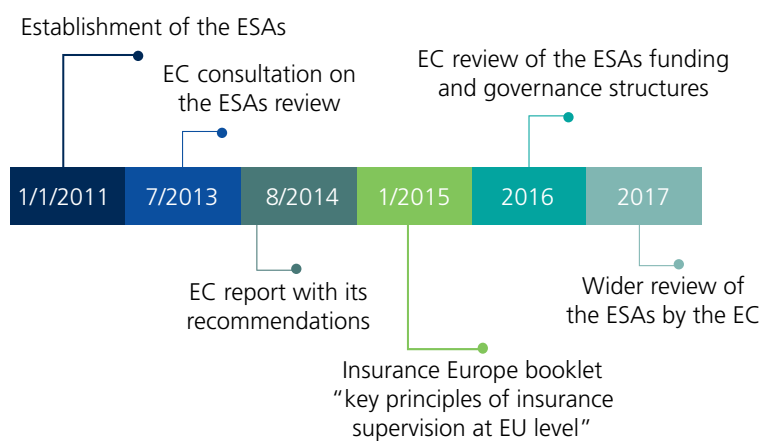 Establishment of the ESAs
EC consultation on
the ESAs review
EC review of the ESAs funding
and governance structures
1/1/2011
7/2013
8/2014
1/2015
2016
2017
EC report with its
recommendations
Wider review of
the ESAs by the EC
Insurance Europe booklet
“key principles of insurance
supervision at EU level”